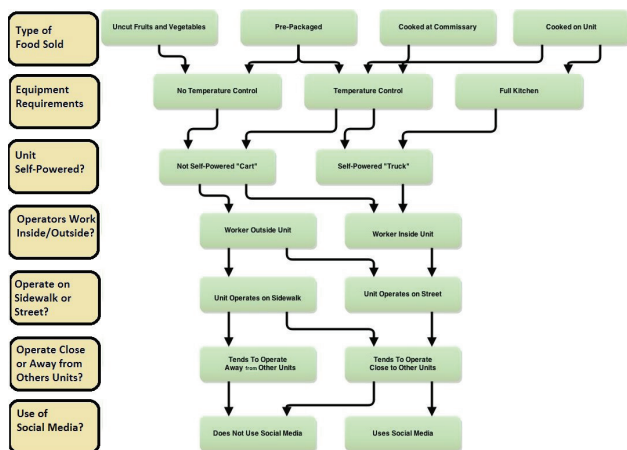 Type of
Food Sold
Uncut Fruits and Vegetables
Pre-Packaged
Cooked at Commissary
Cooked on Unit
Equipment
Requirements
No Temperature Control
Temperature Control
Full Kitchen
Unit
Self-Powered?
Not Self-Powered "Cart"
Self-Powered "Truck"
Operators Work
Inside/Outside?
Worker Outside Unit
Worker Inside Unit
Operate on
Sidewalk or
Street?
Unit Operates on Sidewalk
Unit Operates on Street
Operate Close
or Away from
Others Units?
Tends To Operate
Away from Other Units
Tends To Operate
Close to Other Units
Use of
Social Media?
Does Not Use Social Media
Uses Social Media